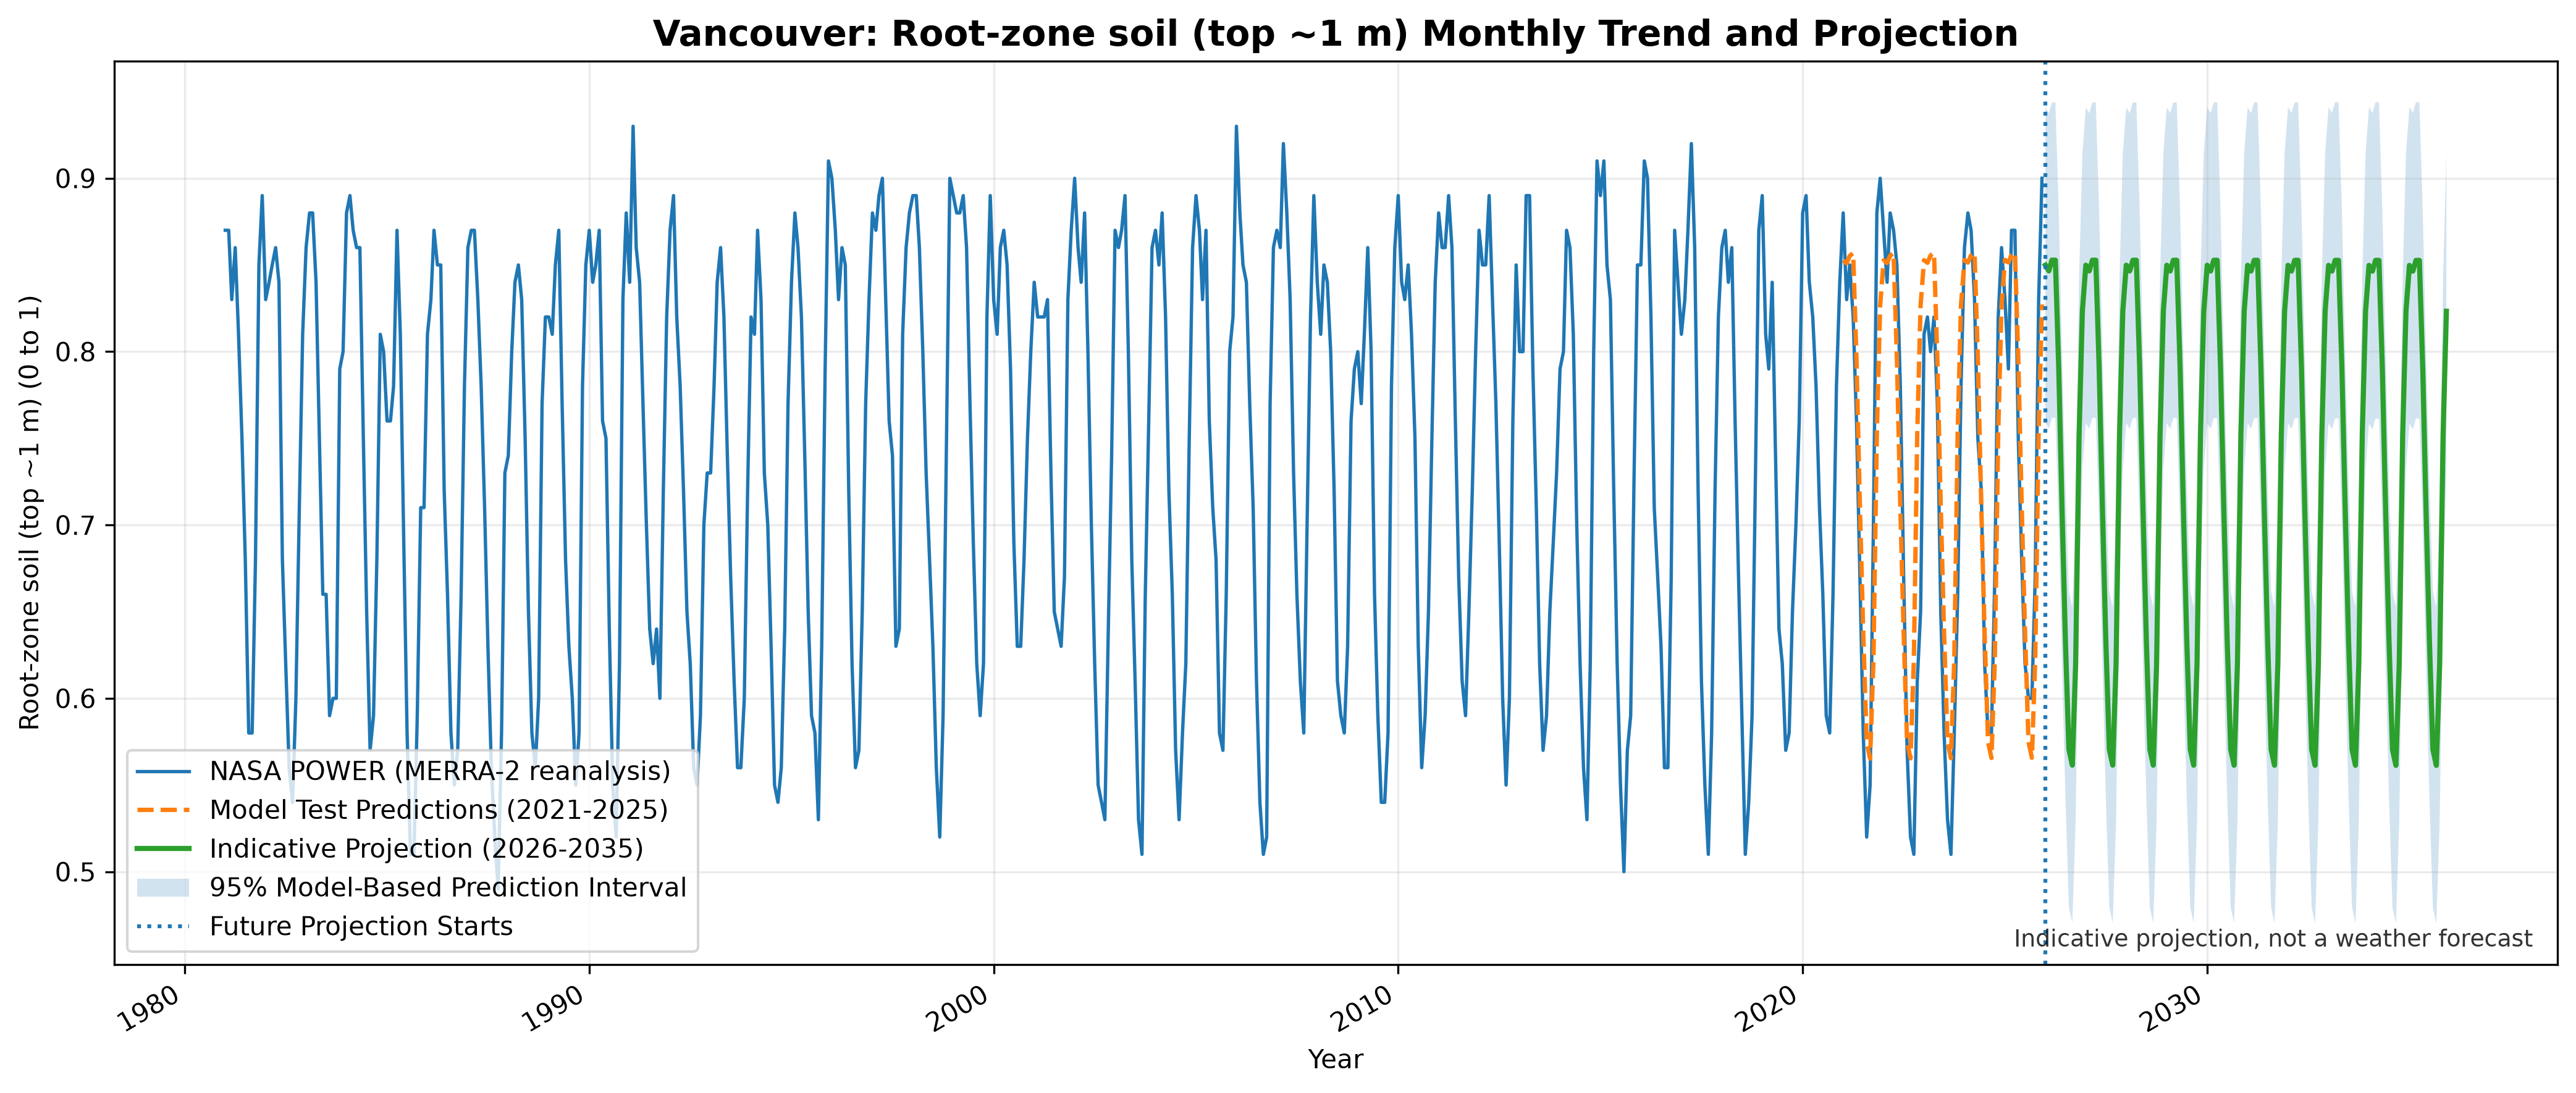 Vancouver: Root-zone soil (top ~1 m) Monthly Trend and Projection
Root-zone soil (top ~1 m) (0 to 1)
0.9
0.8
0.7
0.6
0.5
NASA POWER (MERRA-2 reanalysis)
Model Test Predictions (2021-2025)
Indicative Projection (2026-2035)
95% Model-Based Prediction Interval
Future Projection Starts
Indicative projection, not a weather forecast
1980
1990
2000
2010
2020
2030
Year